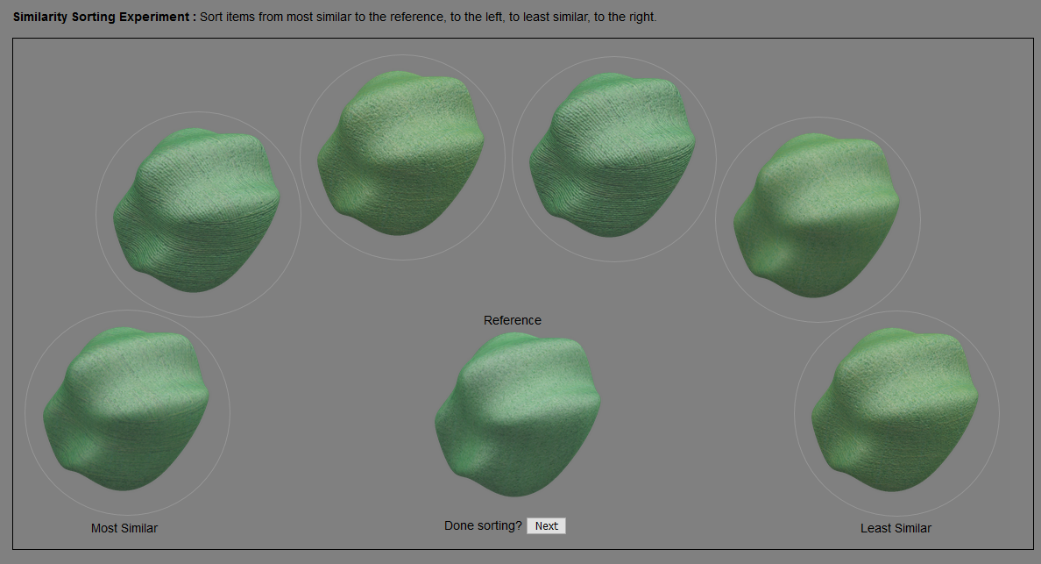 Similarity Sorting Experiment : Sort items from most similar to the reference, to the left, to least similar, to the right.
Reference
Most Similar
Done sorting? Next
Least Similar